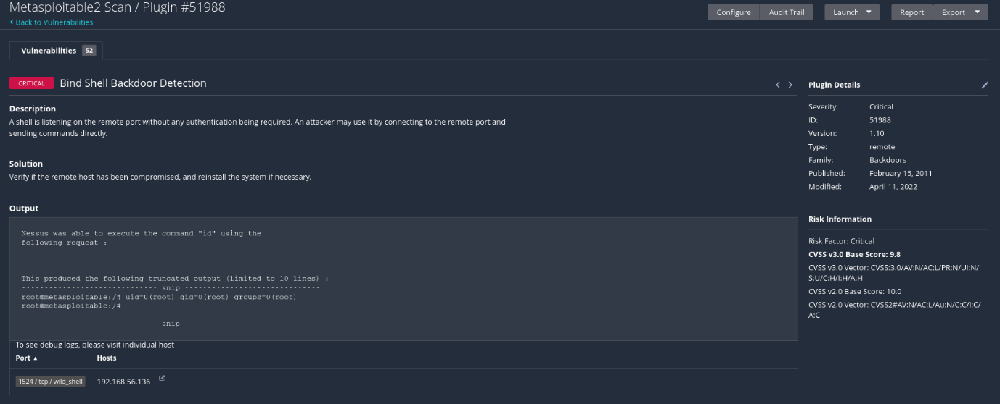 Metasploitable2 Scan / Plugin #51988
Configure Audit Trail Launch Report Export
Back to Vulnerabilities
Vulnerabilities 52
CRITICAL Bind Shell Backdoor Detection
Description
A shell is listening on the remote port without any authentication being required. An attacker may use it by connecting to the remote port and
sending commands directly.
Solution
Verify if the remote host has been compromised, and reinstall the system if necessary.
Output
Nessus was able to execute the command "id" using the
following request :
This produced the following truncated output (limited to 10 lines) :
------------------------------ snip ------------------------------
root@metasploitable:/# uid=0(root) gid=0(root) groups=0(root)
root@metasploitable:/#
------------------------------ snip ------------------------------
To see debug logs, please visit individual host
Port ▲ Hosts
1524 / tcp / wild_shell 192.168.56.136
Plugin Details
Severity: Critical
ID: 51988
Version: 1.10
Type: remote
Family: Backdoors
Published: February 15, 2011
Modified: April 11, 2022
Risk Information
Risk Factor: Critical
CVSS v3.0 Base Score: 9.8
CVSS v3.0 Vector: CVSS:3.0/AV:N/AC:L/PR:N/UI:N/
S:U/C:H/I:H/A:H
CVSS v2.0 Base Score: 10.0
CVSS v2.0 Vector: CVSS2#AV:N/AC:L/Au:N/C:C/I:C/
A:C